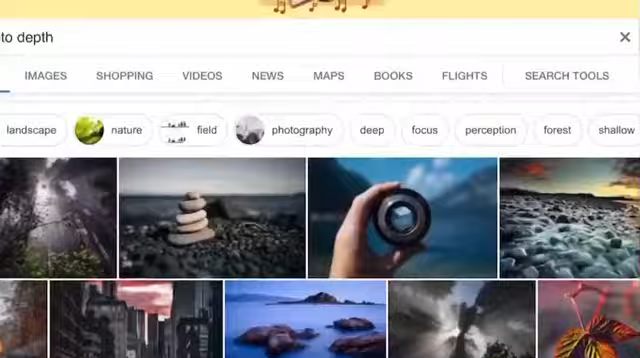 to depth
IMAGES SHOPPING VIDEOS NEWS MAPS BOOKS FLIGHTS SEARCH TOOLS
landscape nature field photography deep focus perception forest shallow